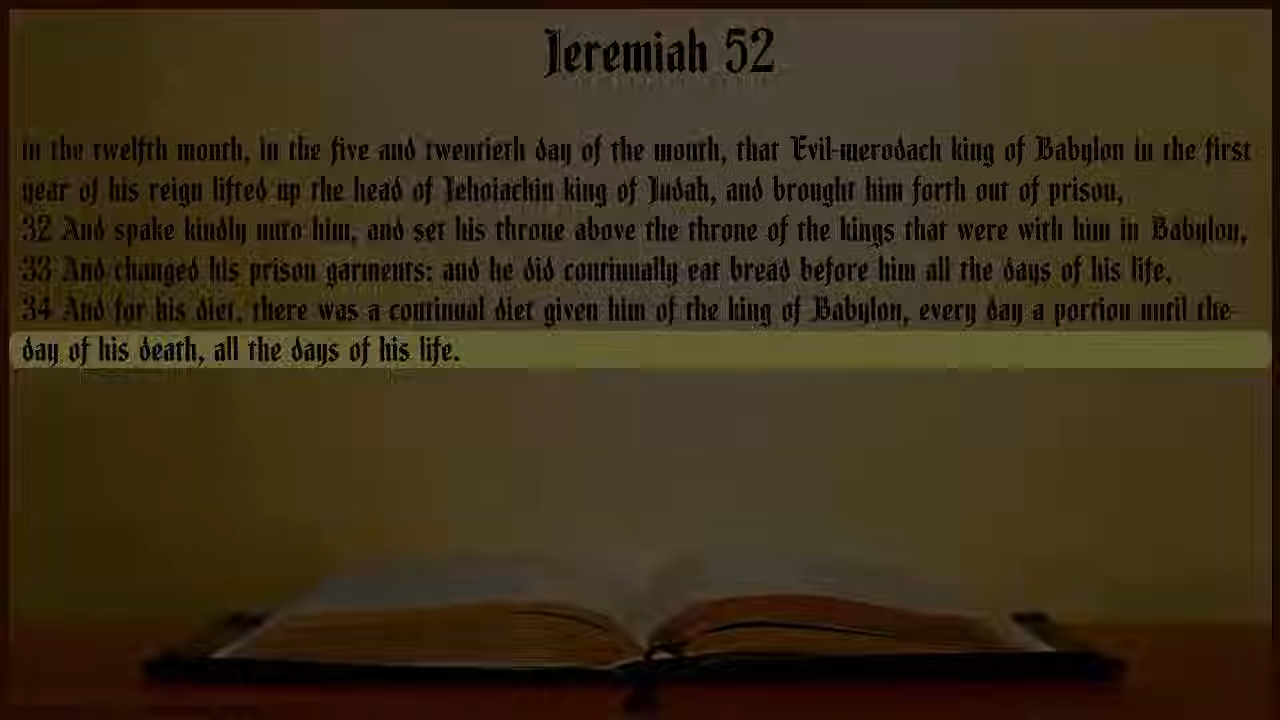 Jeremiah 52
in the twelfth month, in the five and twentieth day of the month, that Evil-merodach king of Babylon in the first
year of his reign lifted up the head of Jehoiachin king of Judah, and brought him forth out of prison,
32 And spake kindly unto him, and set his throne above the throne of the kings that were with him in Babylon,
33 And changed his prison garments: and he did continually eat bread before him all the days of his life.
34 And for his diet, there was a continual diet given him of the king of Babylon, every day a portion until the
day of his death, all the days of his life.